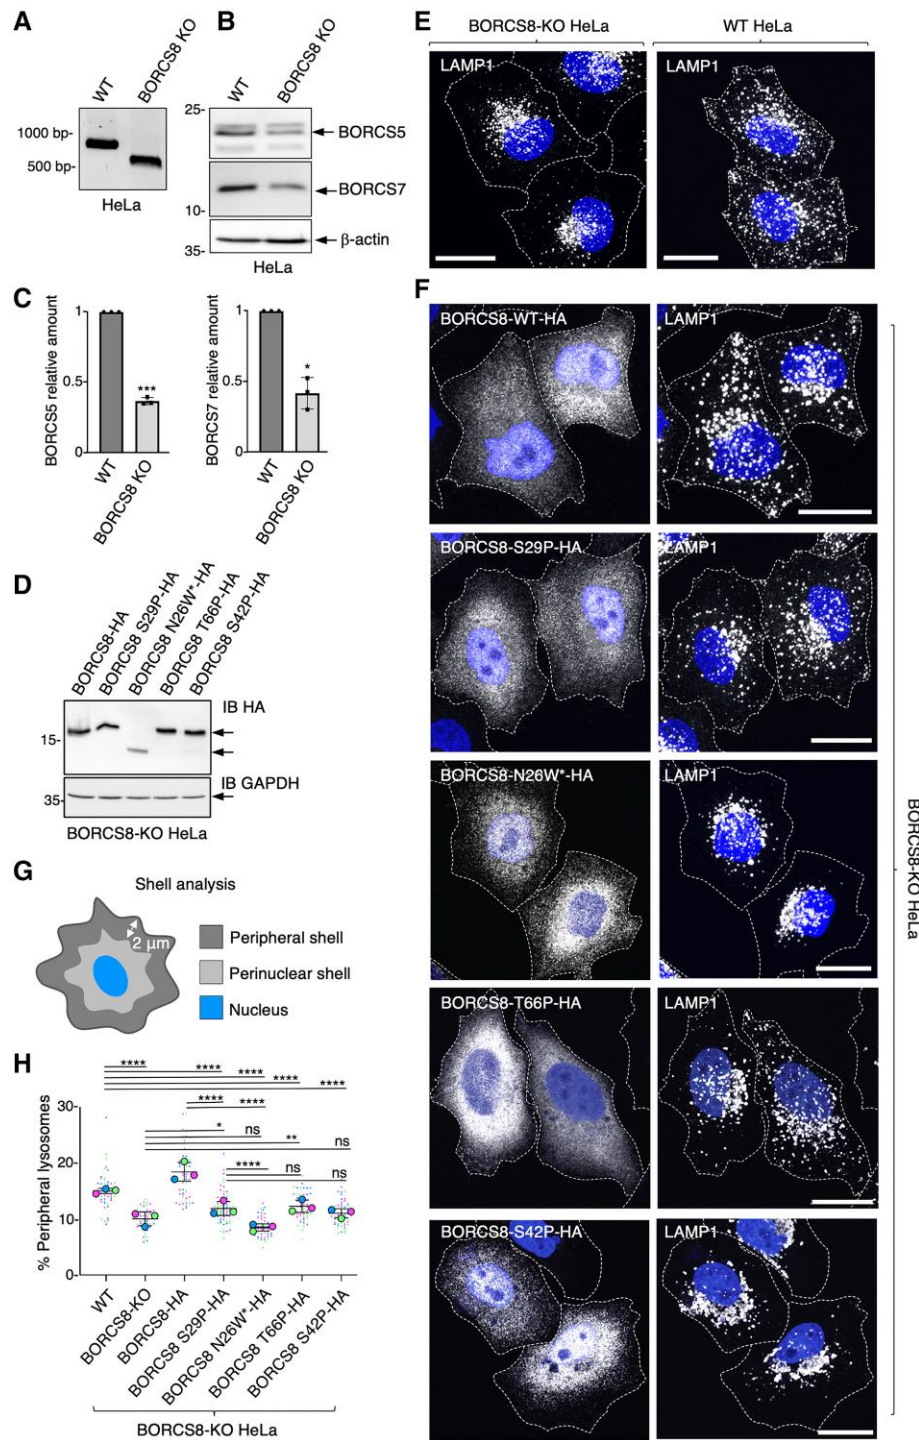 A
WT
BORCS8 KO
1000 bp-
500 bp-
HeLa
B
WT
BORCS8 KO
25-
BORCS5
BORCS7
10-
β-actin
35-
HeLa
C
BORCS5 relative amount
1
0.5
0
***
WT
BORCS8 KO
BORCS7 relative amount
1
0.5
0
*
WT
BORCS8 KO
D
BORCS8-HA
BORCS8 S29P-HA
BORCS8 N26W*-HA
BORCS8 T66P-HA
BORCS8 S42P-HA
IB HA
15-
IB GAPDH
35-
BORCS8-KO HeLa
E
BORCS8-KO HeLa
WT HeLa
LAMP1
LAMP1
F
BORCS8-WT-HA
LAMP1
BORCS8-S29P-HA
LAMP1
BORCS8-N26W*-HA
LAMP1
BORCS8-T66P-HA
LAMP1
BORCS8-S42P-HA
LAMP1
BORCS8-KO HeLa
G
Shell analysis
2 μm
Peripheral shell
Perinuclear shell
Nucleus
H
****
****
****
****
****
****
****
*
ns
**
ns
****
ns
ns
% Peripheral lysosomes
30
20
10
0
WT
BORCS8-KO
BORCS8-HA
BORCS8 S29P-HA
BORCS8 N26W*-HA
BORCS8 T66P-HA
BORCS8 S42P-HA
BORCS8-KO HeLa